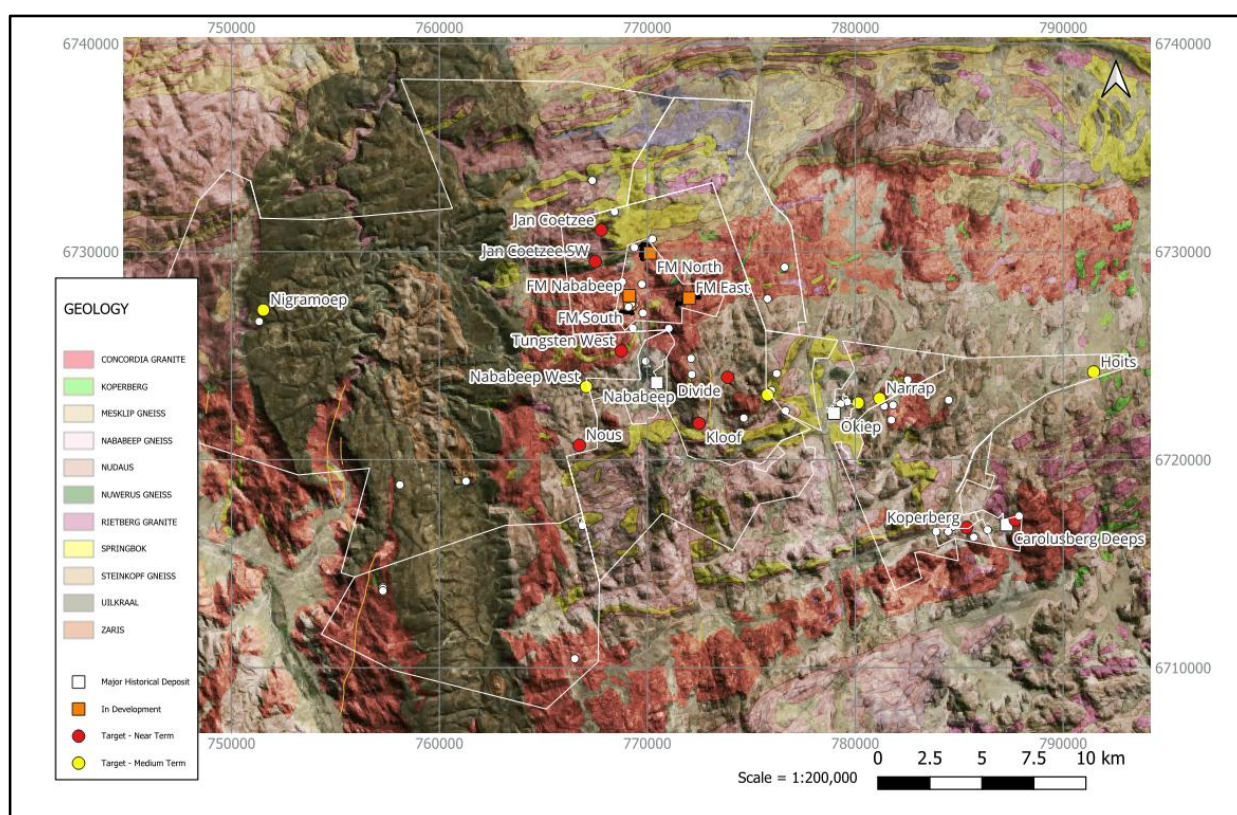 750000 760000 770000 780000 790000
6740000 6740000
Jan Coetzee
6730000
Jan Coetzee SW
FM North
FM Nababeep
FM East
Nigramoep
FM South
Tungsten West
Hoits
Nababeep West
Nababeep
Divide
Narrap
Okiep
Nous
Kloof
6720000
Koperberg
Carolusberg Deeps
6710000
750000 760000 770000 780000 790000
GEOLOGY
CONCORDIA GRANITE
KOPERBERG
MESKLIP GNEISS
NABABEEP GNEISS
NUDAUS
NUWERUS GNEISS
RIETBERG GRANITE
SPRINGBOK
STEINKOPF GNEISS
UILKRAAL
ZARIS
Major Historical Deposit
In Development
Target - Near Term
Target - Medium Term
Scale = 1:200,000
0 2.5 5 7.5 10 km